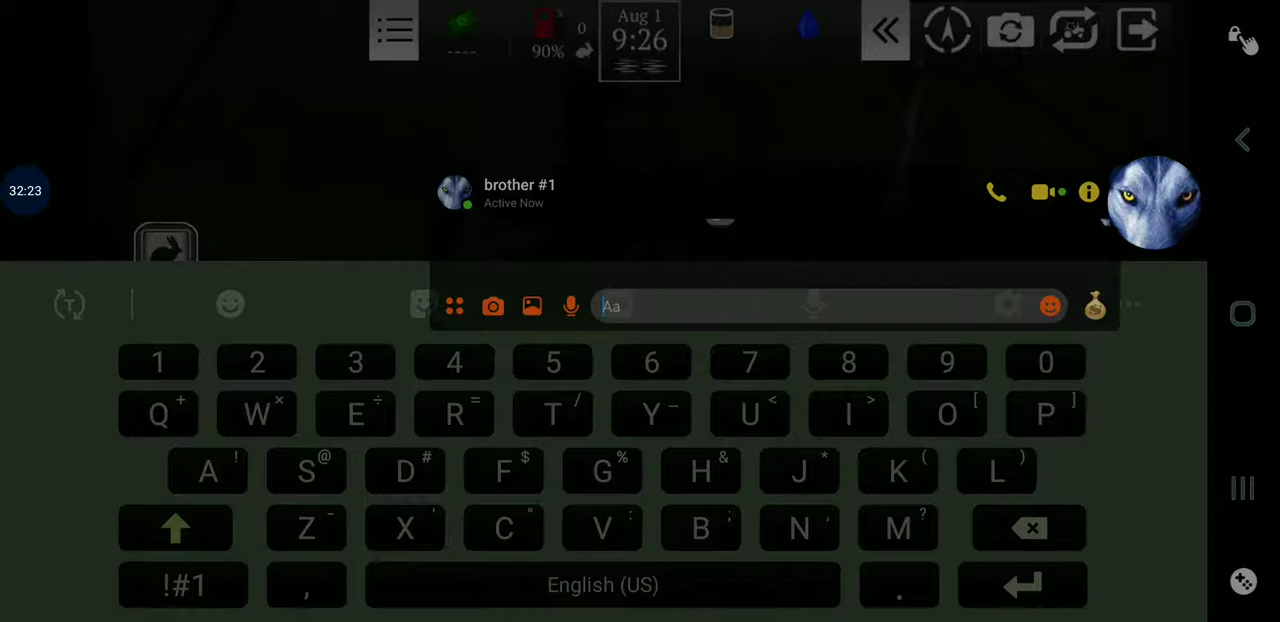 Aug 1
9:26
----
90%
0
32:23
brother #1
Active Now
T
Aa
1 2 3 4 5 6 7 8 9 0
Q + W × E ÷ R = T / Y – U < I > O [ P ]
A ! S @ D # F $ G % H & J * K ( L )
Z - X ' C " V : B ; N , M ?
!#1 , English (US) .